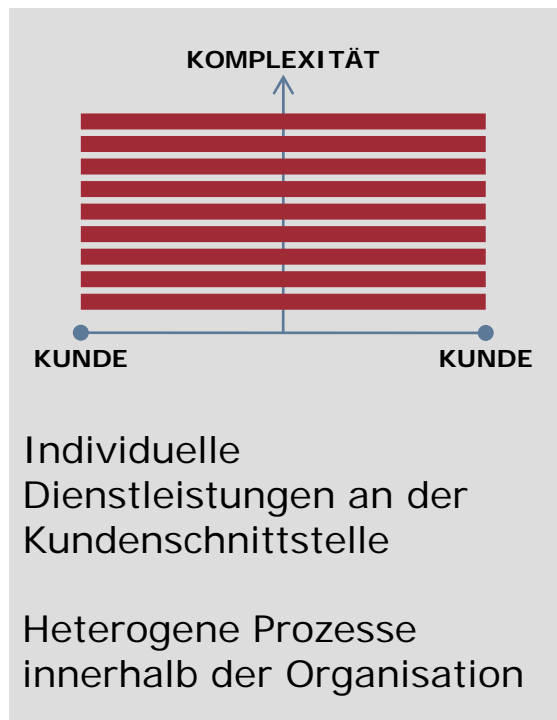 KOMPLEXITÄT
KUNDE KUNDE
Individuelle
Dienstleistungen an der
Kundenschnittstelle
Heterogene Prozesse
innerhalb der Organisation